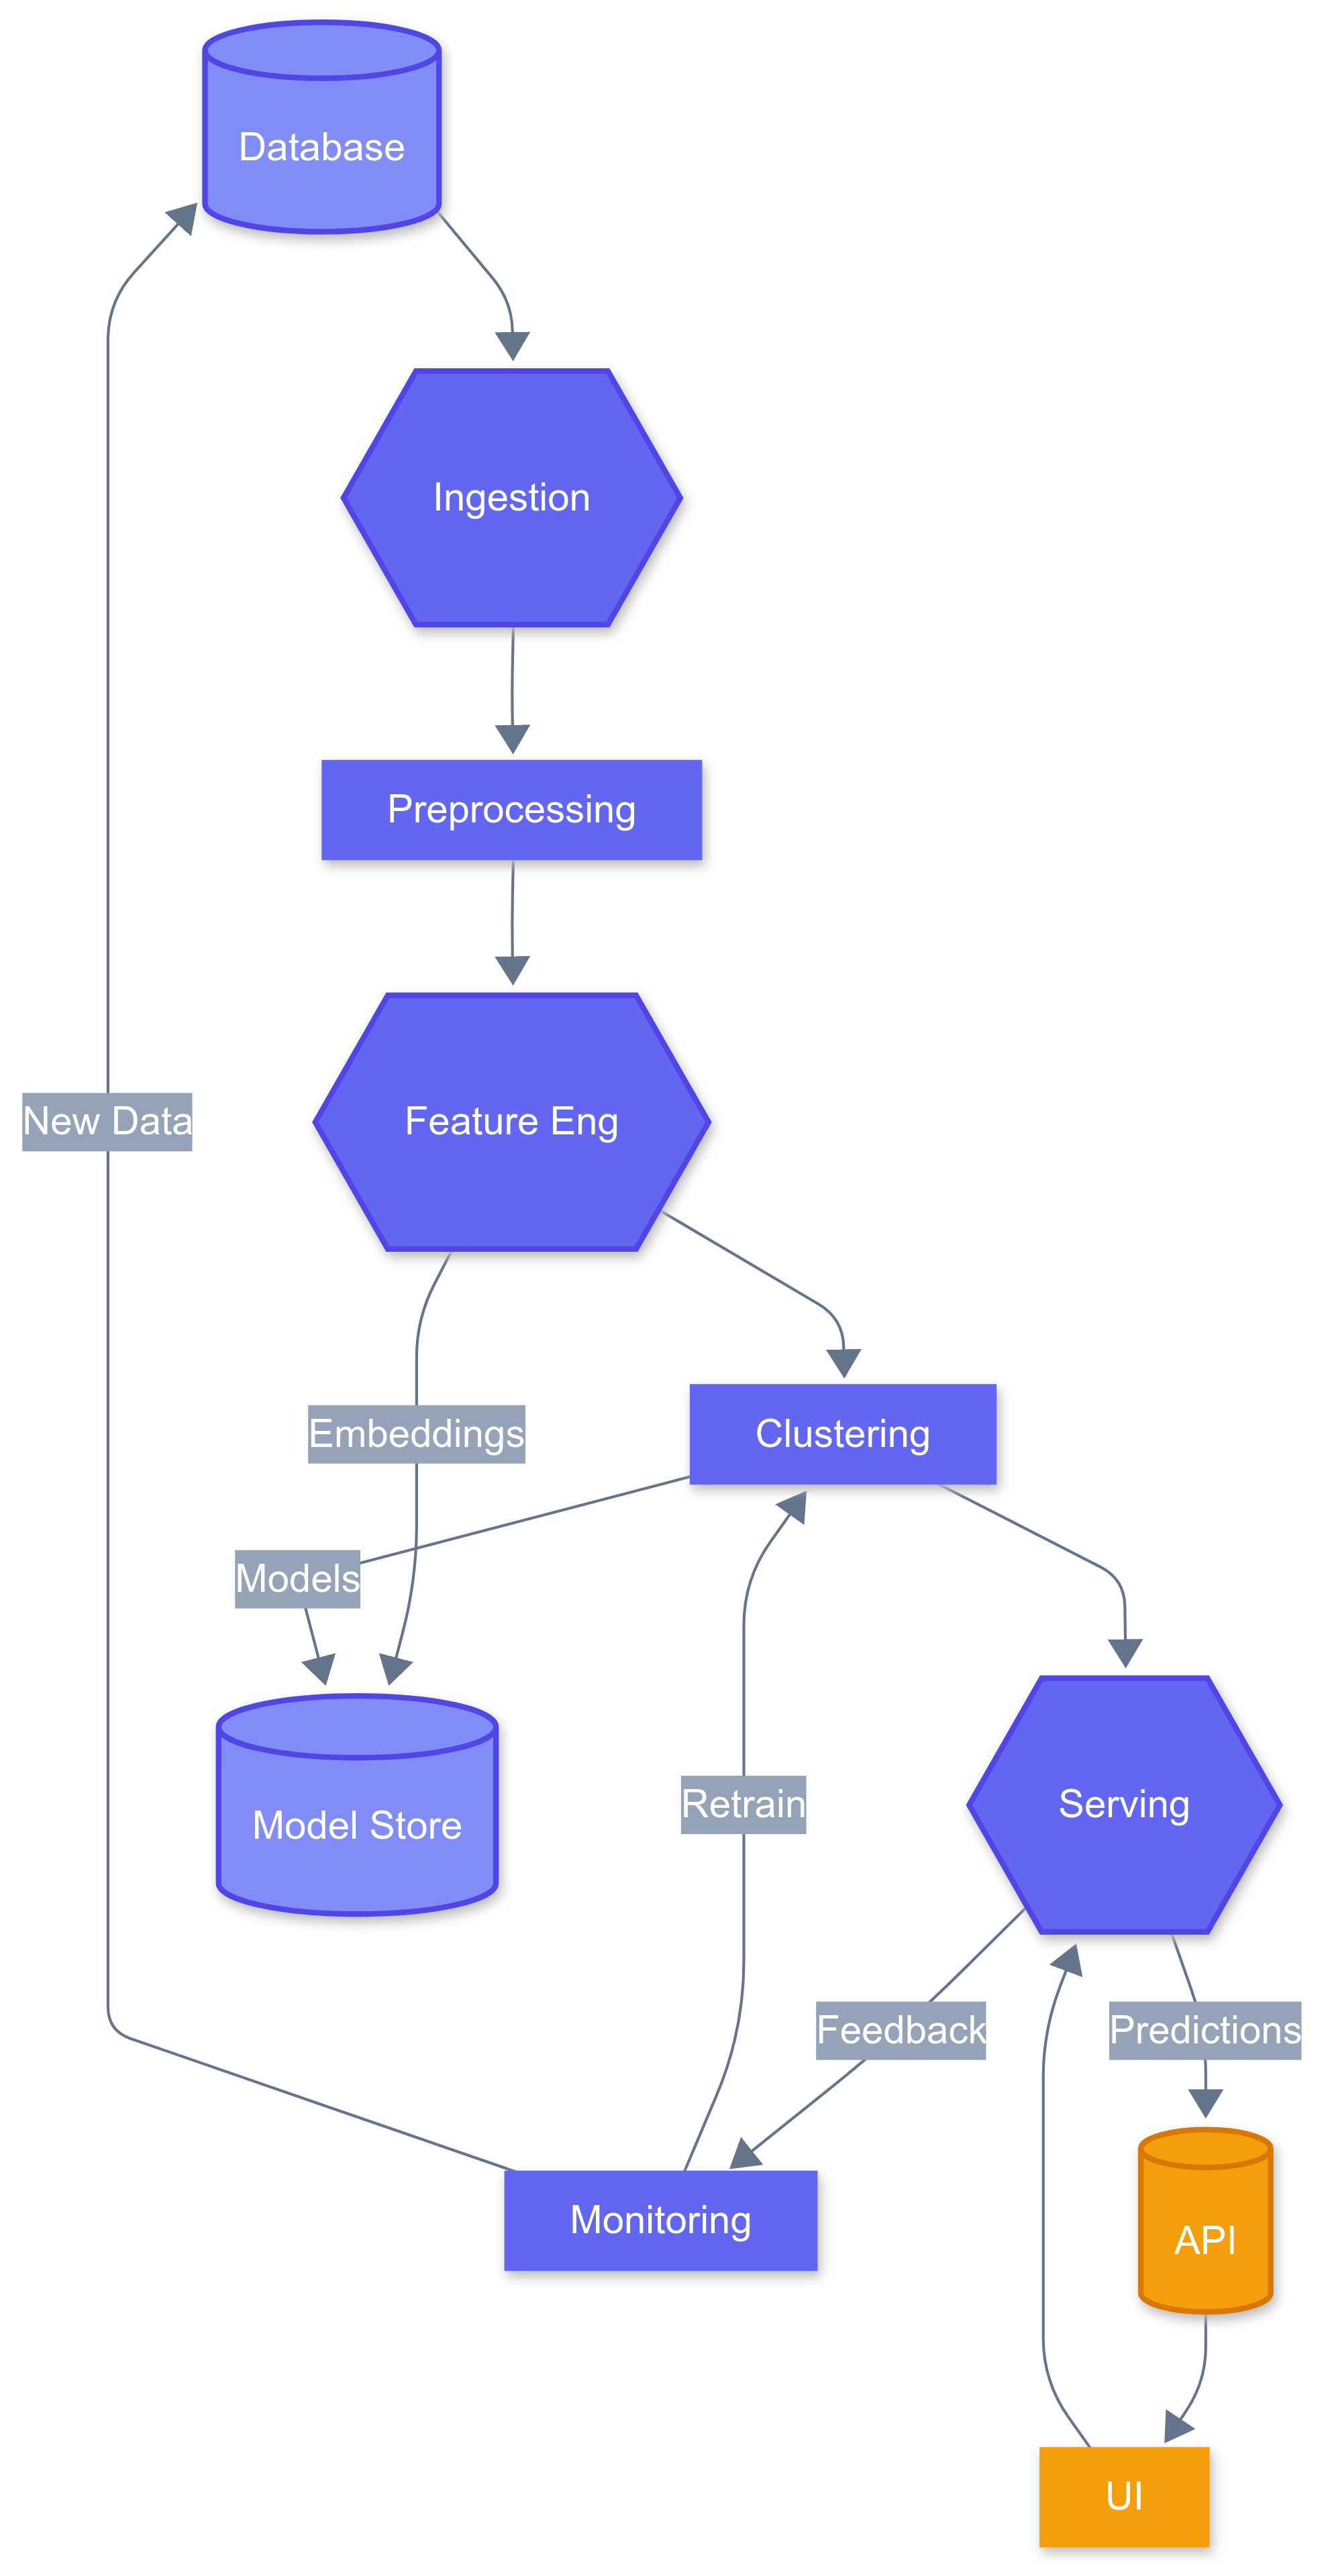 Database
Ingestion
Preprocessing
New Data
Feature Eng
Embeddings
Clustering
Models
Retrain
Serving
Model Store
Feedback
Predictions
Monitoring
API
UI